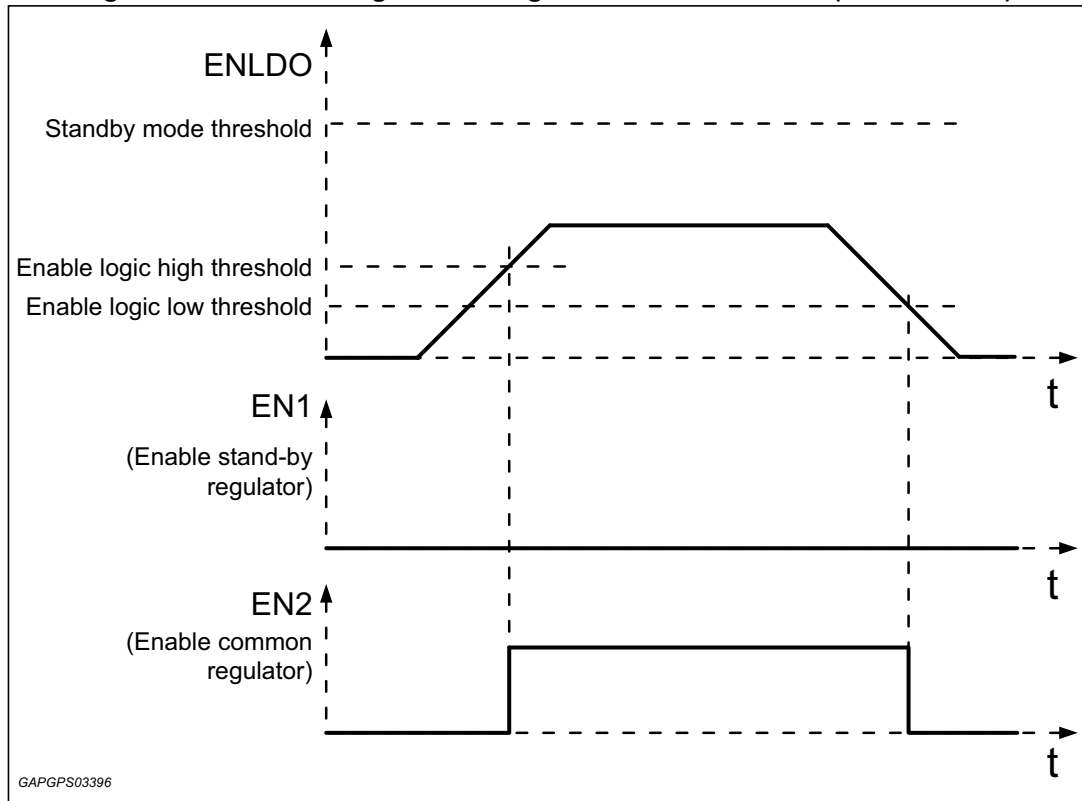 ENLDO
Standby mode threshold
Enable logic high threshold
Enable logic low threshold
t
EN1
(Enable stand-by
regulator)
t
EN2
(Enable common
regulator)
t
GAPGPS03396